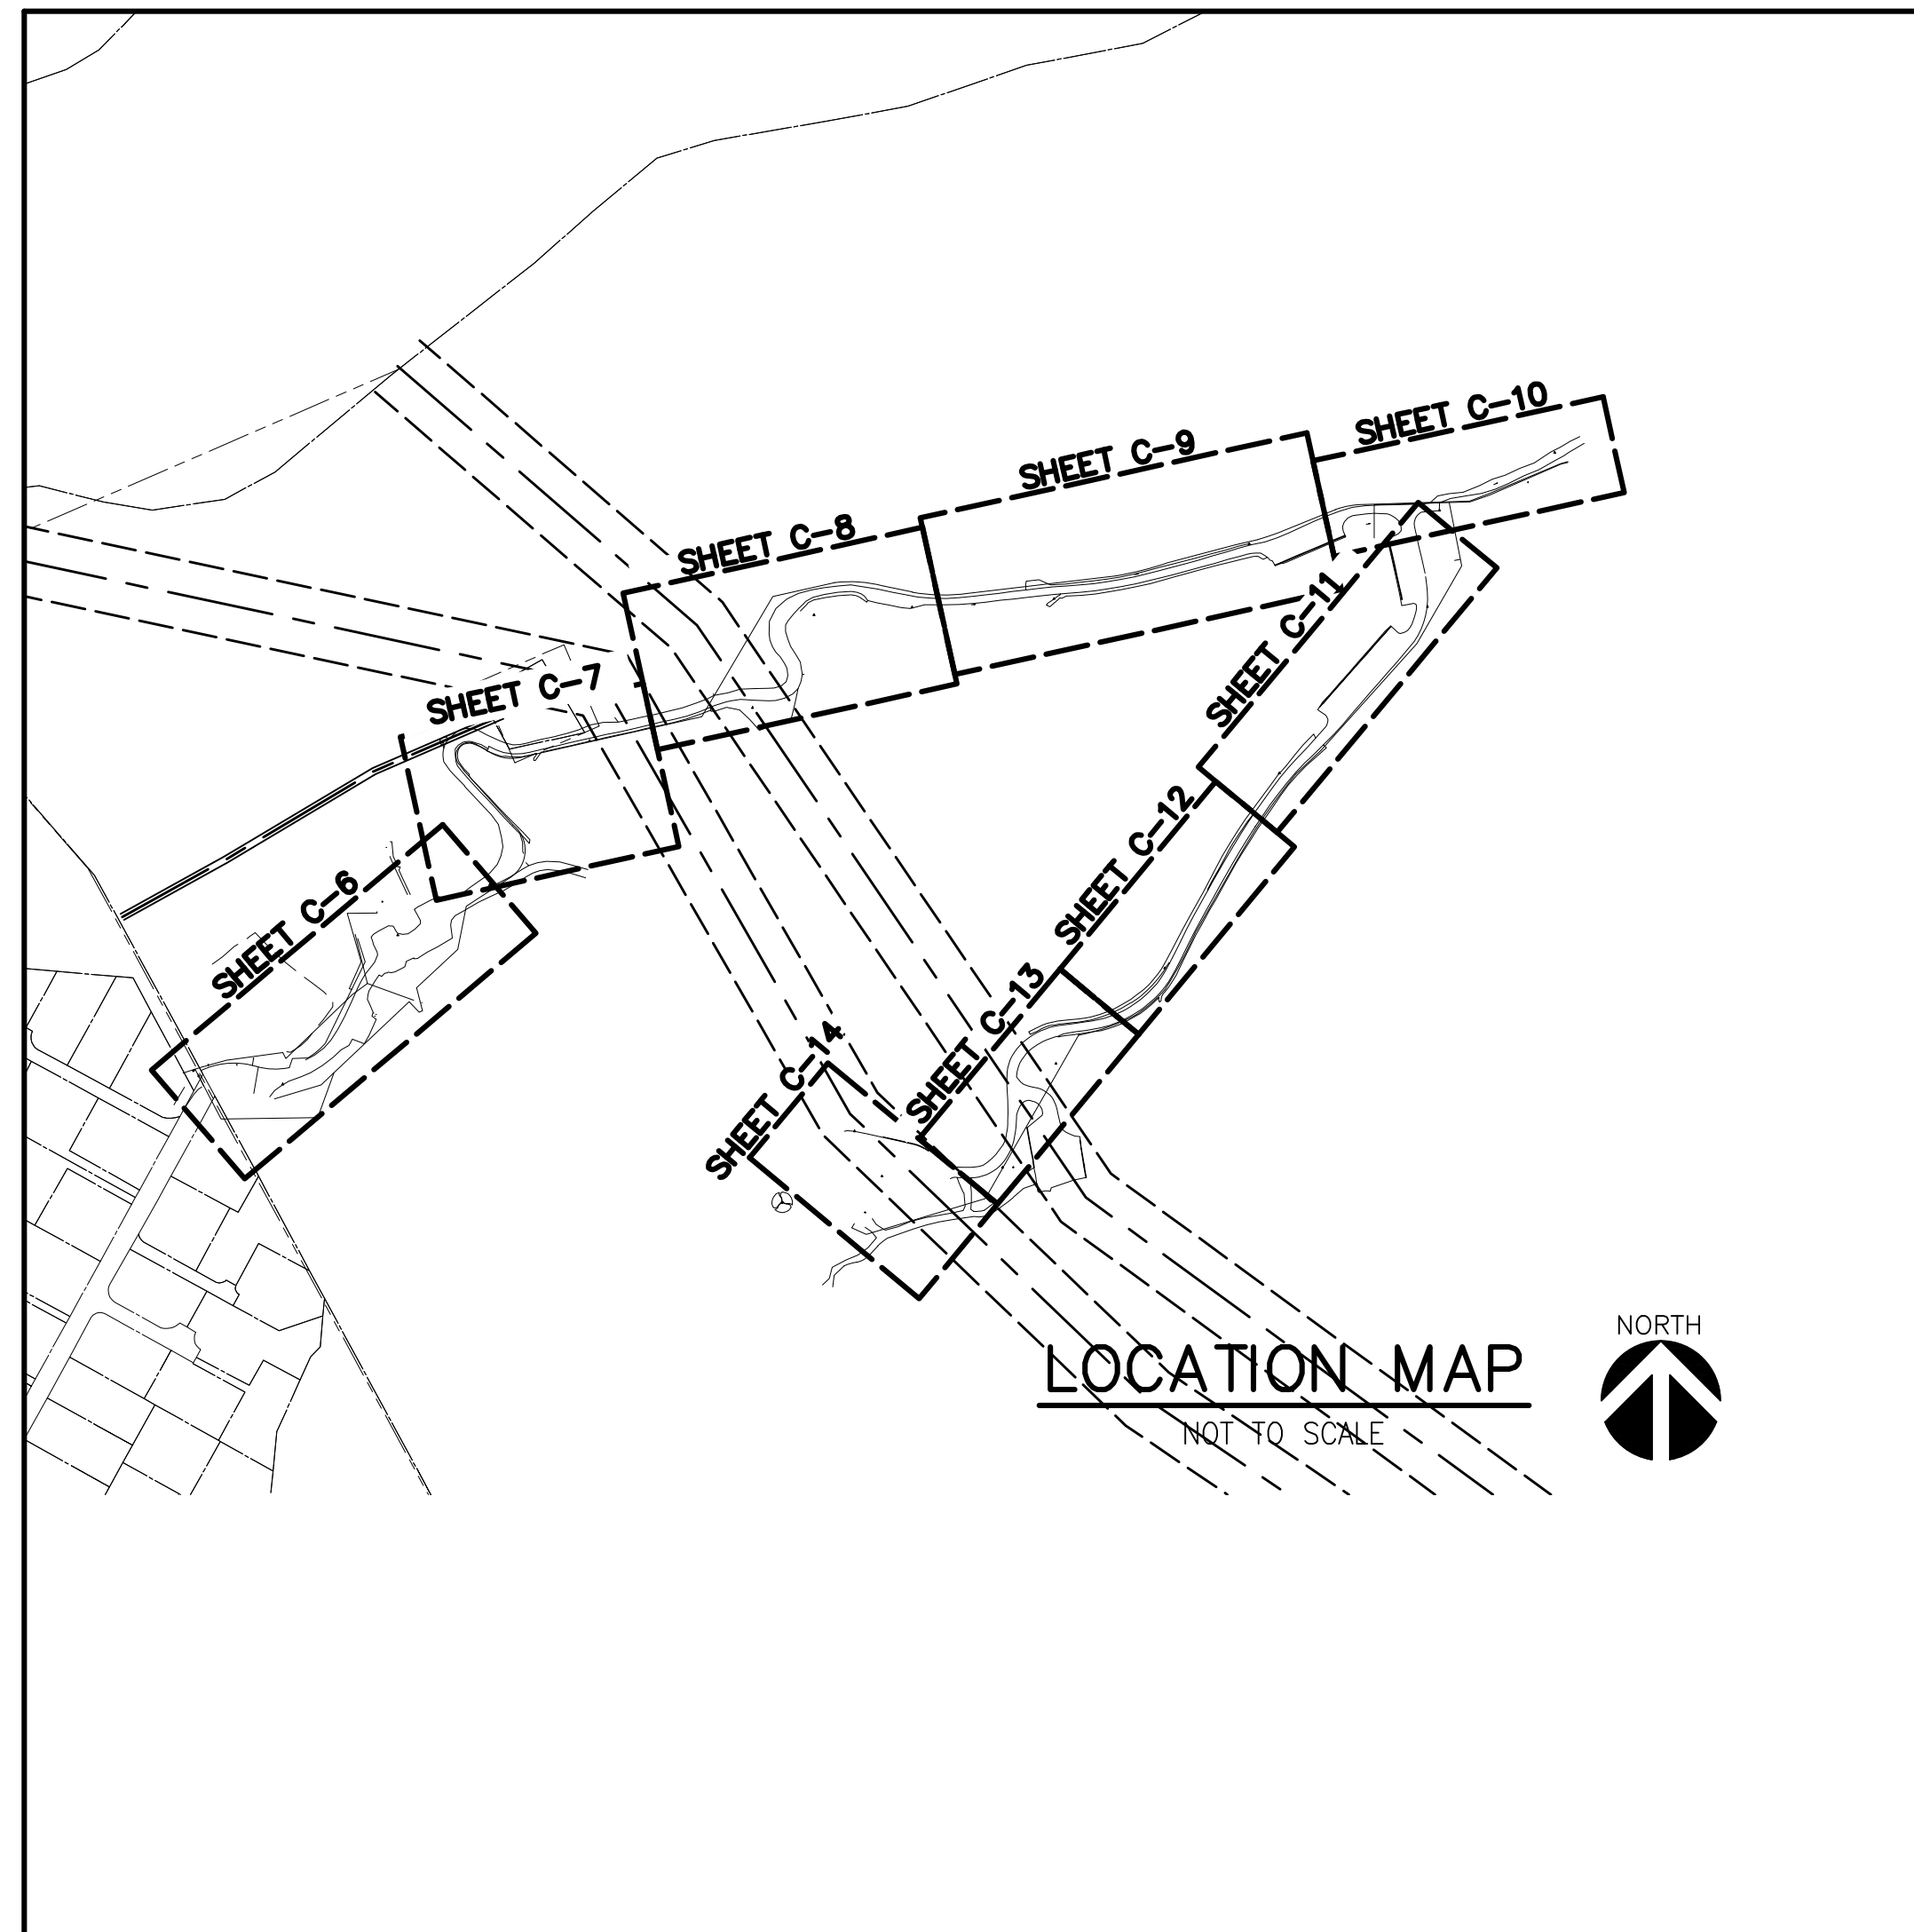 SHEET C-10
SHEET C-9
SHEET C-8
SHEET C-11
SHEET C-7
SHEET C-12
SHEET C-6
SHEET C-13
SHEET C-14
LOCATION MAP
NOT TO SCALE
NORTH